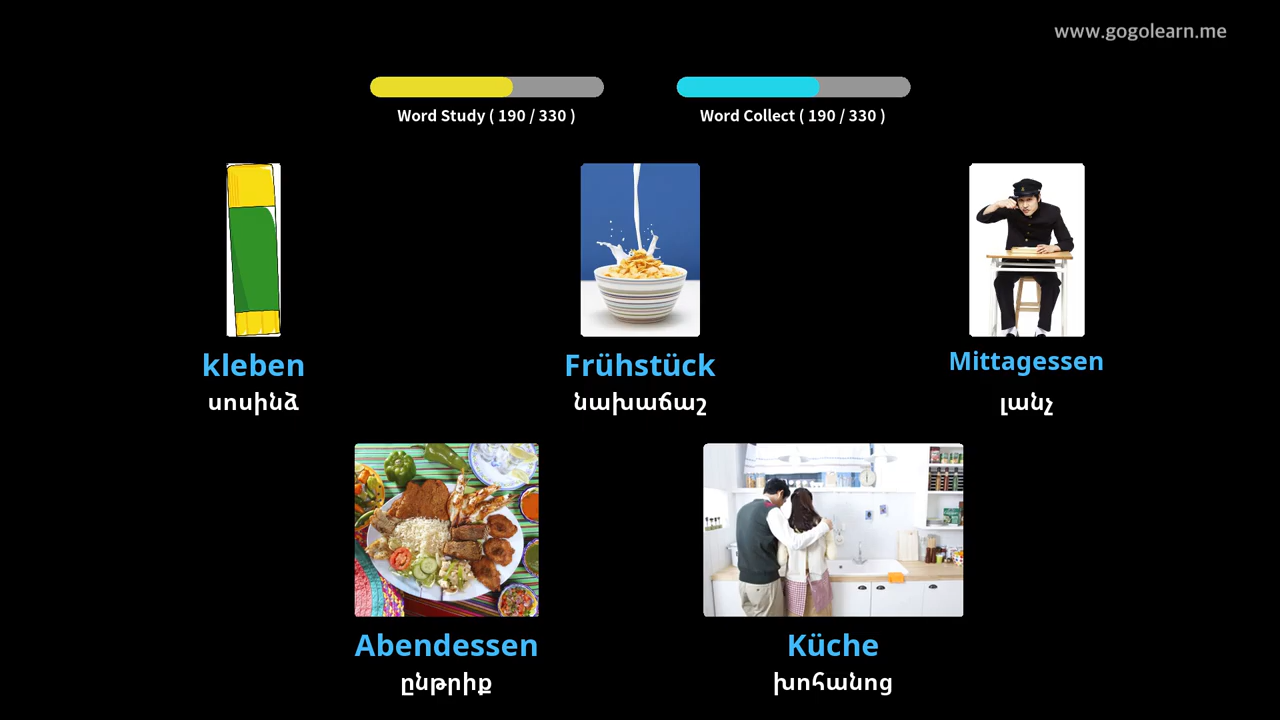 www.gogolearn.me
Word Study ( 190 / 330 )
Word Collect ( 190 / 330 )
kleben
սոսինձ
Frühstück
նախաճաշ
Mittagessen
լանչ
Abendessen
ընթրիք
Küche
խոհանոց